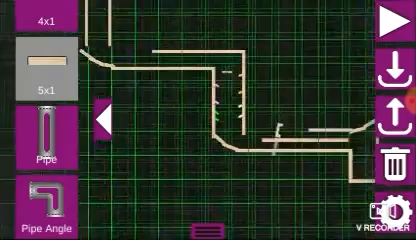 4x1
5x1
Pipe
Pipe Angle
V RECORDER